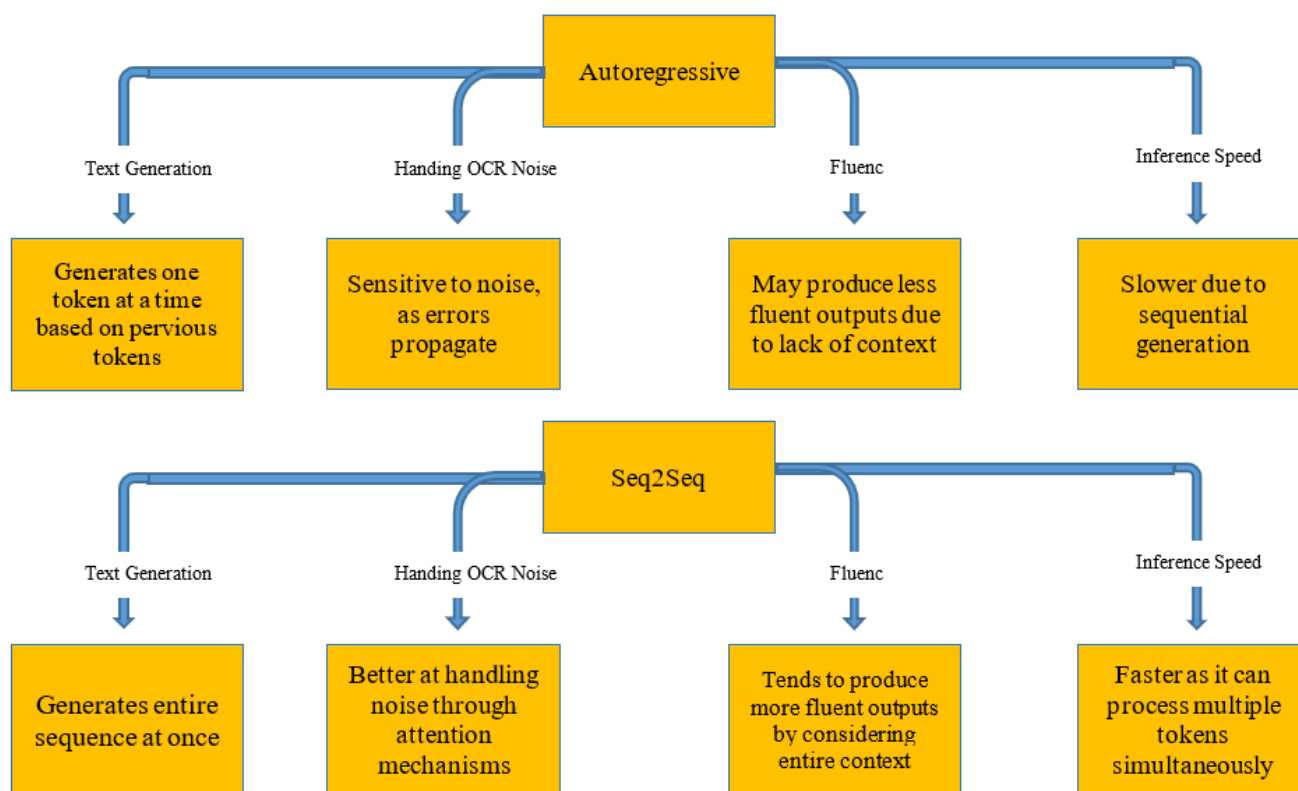 Autoregressive
Text Generation
Handing OCR Noise
Fluenc
Inference Speed
Generates one
token at a time
based on pervious
tokens
Sensitive to noise,
as errors
propagate
May produce less
fluent outputs due
to lack of context
Slower due to
sequential
generation
Seq2Seq
Text Generation
Handing OCR Noise
Fluenc
Inference Speed
Generates entire
sequence at once
Better at handling
noise through
attention
mechanisms
Tends to produce
more fluent outputs
by considering
entire context
Faster as it can
process multiple
tokens
simultaneously